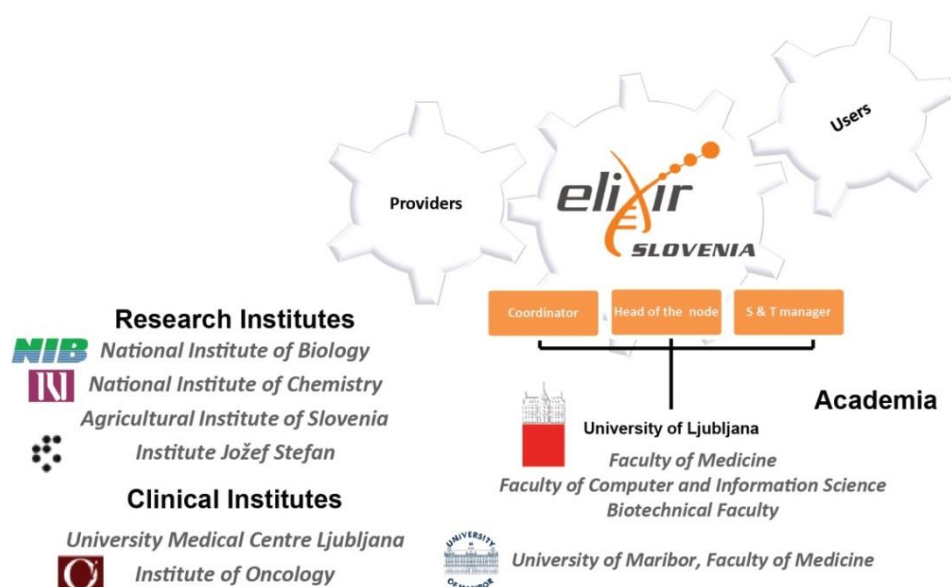 Users
Providers
elixir
SLOVENIA
Coordinator
Head of the node
S & T manager
Research Institutes
NIB National Institute of Biology
National Institute of Chemistry
Agricultural Institute of Slovenia
Institute Jožef Stefan
Clinical Institutes
University Medical Centre Ljubljana
Institute of Oncology
Academia
University of Ljubljana
Faculty of Medicine
Faculty of Computer and Information Science
Biotechnical Faculty
UNIVERSITY
OF MARIBOR
University of Maribor, Faculty of Medicine